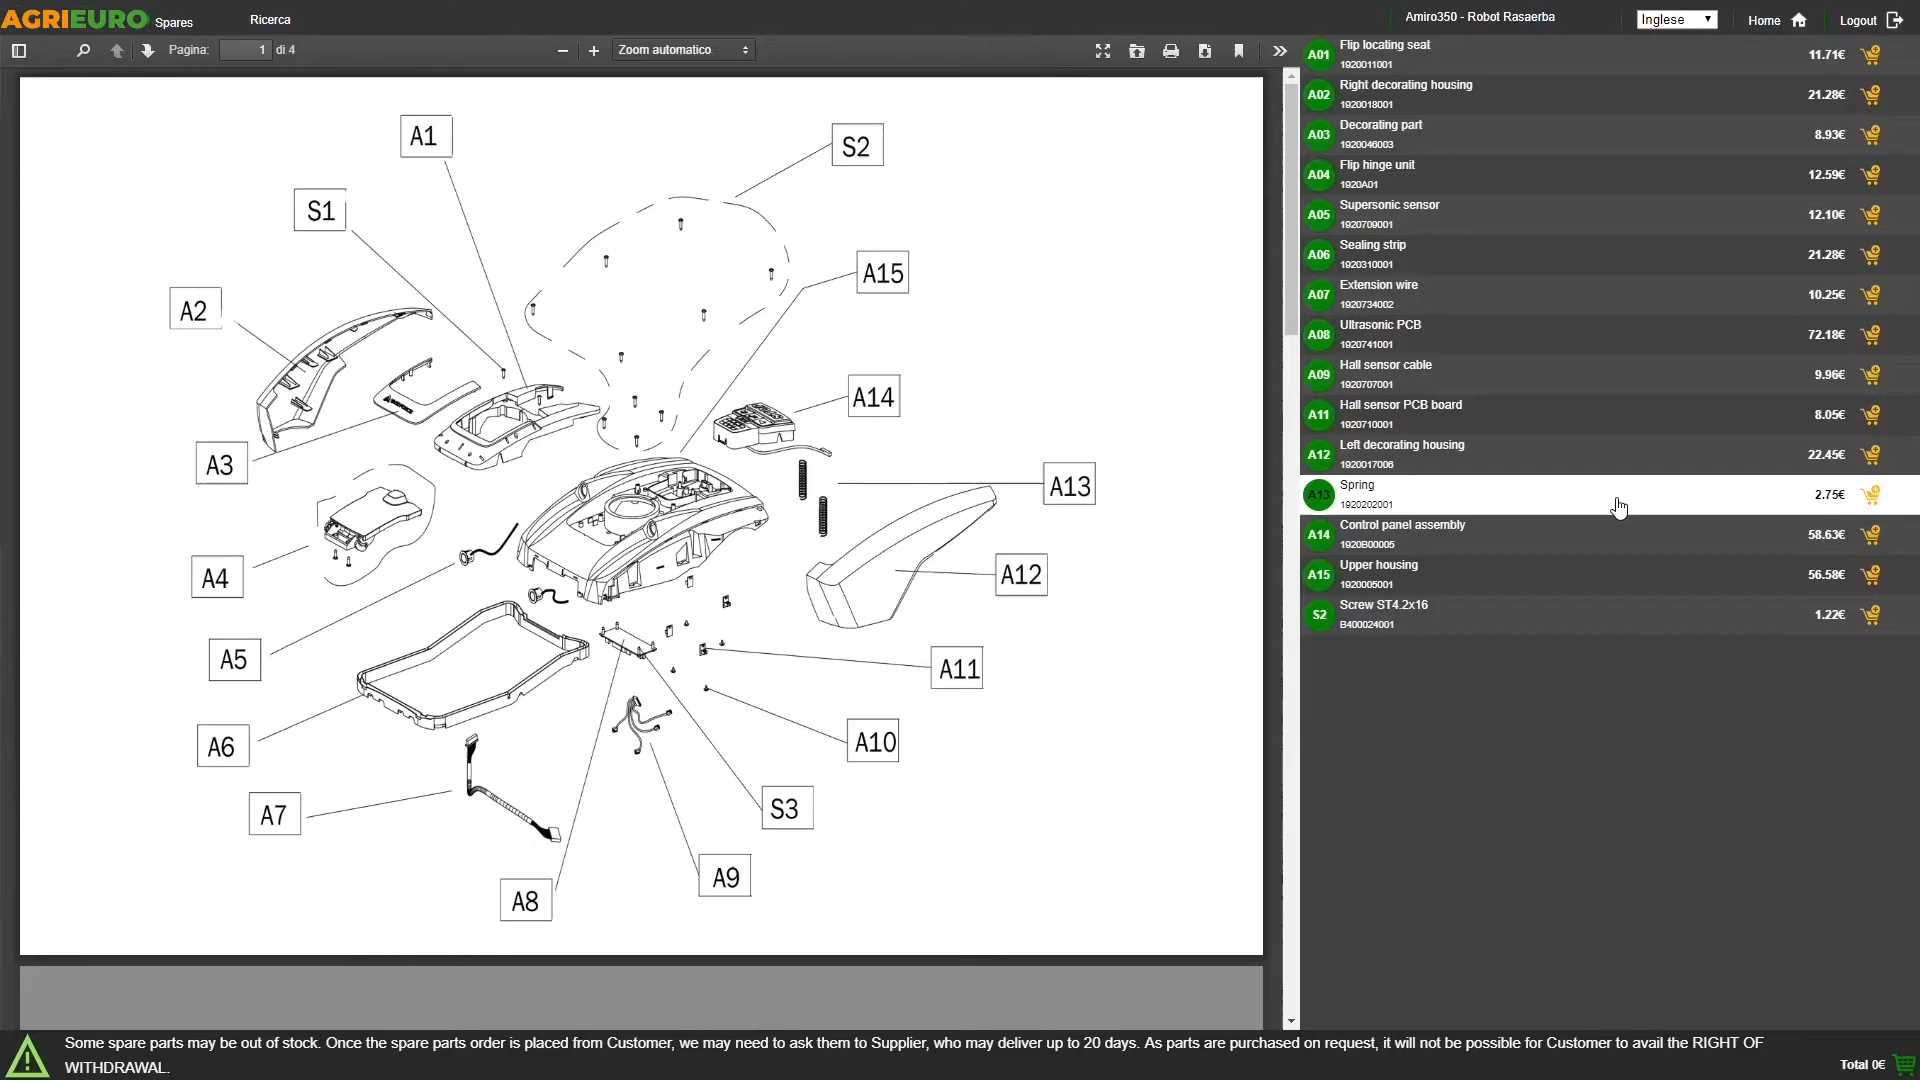 AGRIEURO Spares
Ricerca
Amiro350 - Robot Rasaerba
Inglese
Home
Logout
Pagina: 1 di 4
Zoom automatico
A1
S2
S1
A15
A2
A14
A3
A13
A4
A12
A5
A11
A6
A10
A7
S3
A9
A8
A01 Flip locating seat 11.71€
1920011001
A02 Right decorating housing 21.28€
1920018001
A03 Decorating part 8.93€
1920046003
A04 Flip hinge unit 12.59€
1920A01
A05 Supersonic sensor 12.10€
1920709001
A06 Sealing strip 21.28€
1920310001
A07 Extension wire 10.25€
1920734002
A08 Ultrasonic PCB 72.18€
1920741001
A09 Hall sensor cable 9.96€
1920707001
A11 Hall sensor PCB board 8.05€
1920710001
A12 Left decorating housing 22.45€
1920017006
A13 Spring 2.75€
1920202001
A14 Control panel assembly 58.63€
1920B00005
A15 Upper housing 56.58€
1920005001
S2 Screw ST4.2x16 1.22€
B400024001
Some spare parts may be out of stock. Once the spare parts order is placed from Customer, we may need to ask them to Supplier, who may deliver up to 20 days. As parts are purchased on request, it will not be possible for Customer to avail the RIGHT OF
WITHDRAWAL.
Total 0€